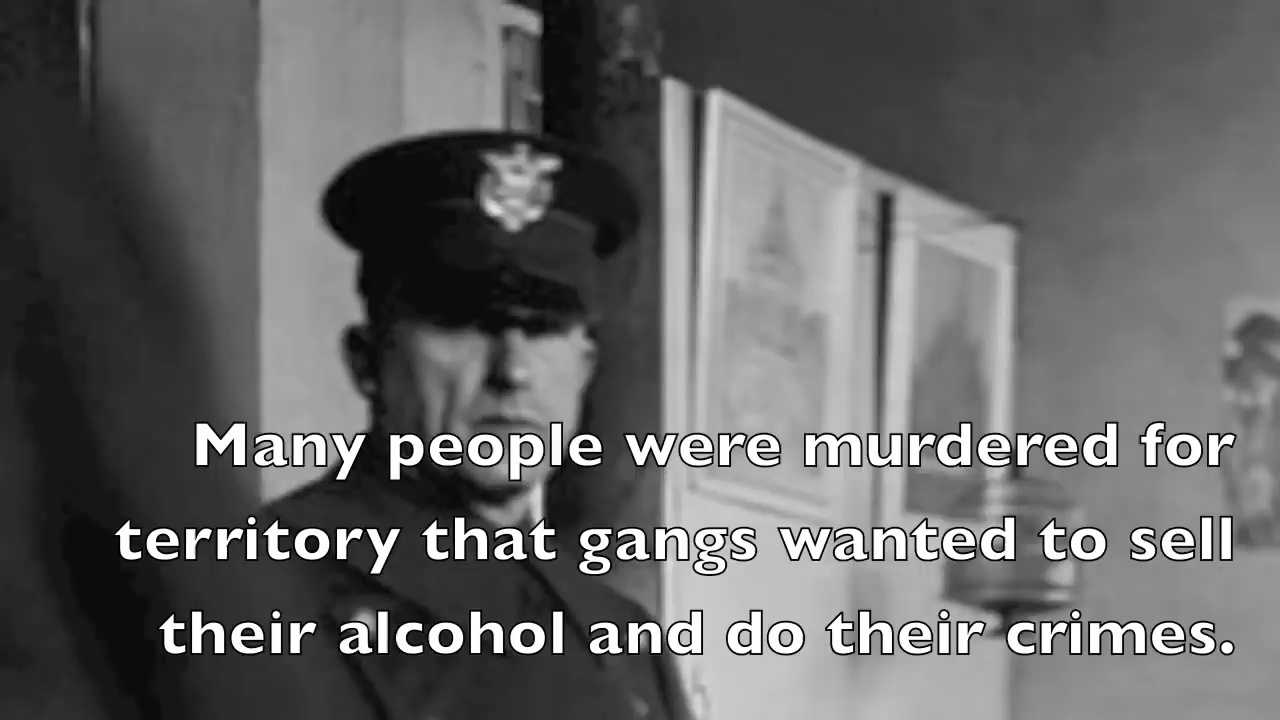 Many people were murdered for
territory that gangs wanted to sell
their alcohol and do their crimes.